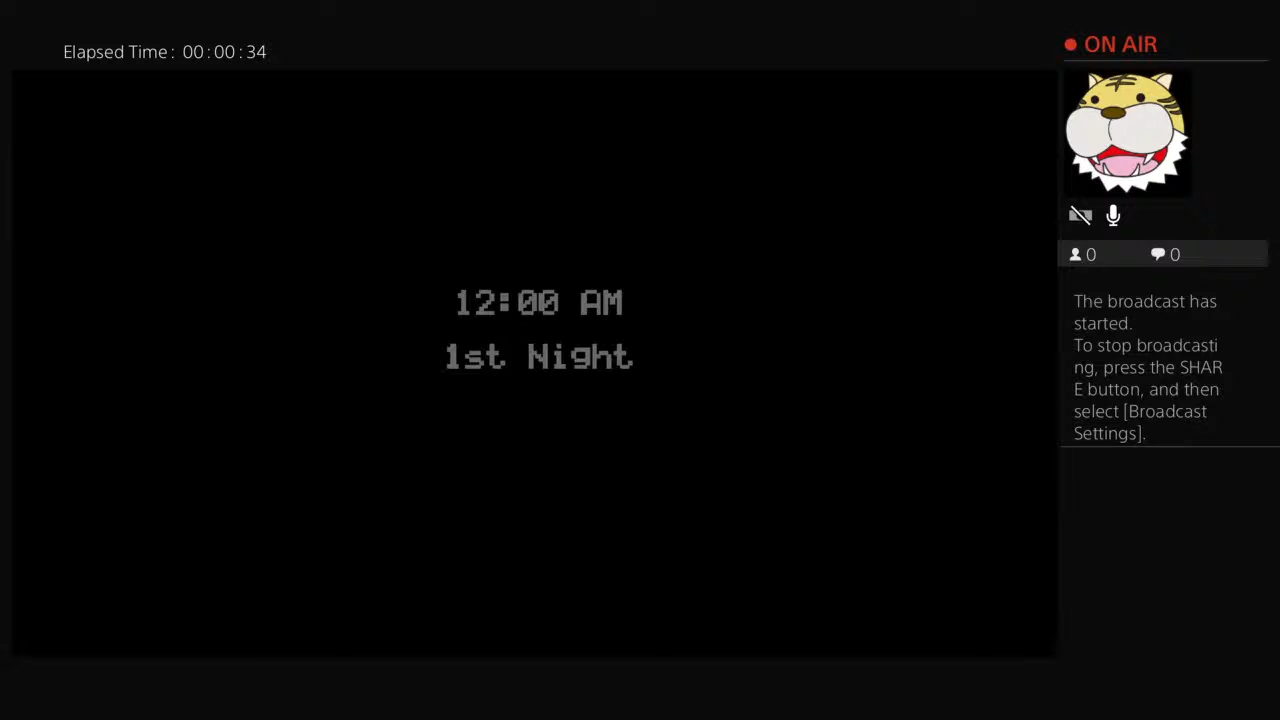 Elapsed Time: 00:00:34
ON AIR
0 0
12:00 AM
1st Night
The broadcast has
started.
To stop broadcasti
ng, press the SHAR
E button, and then
select [Broadcast
Settings].